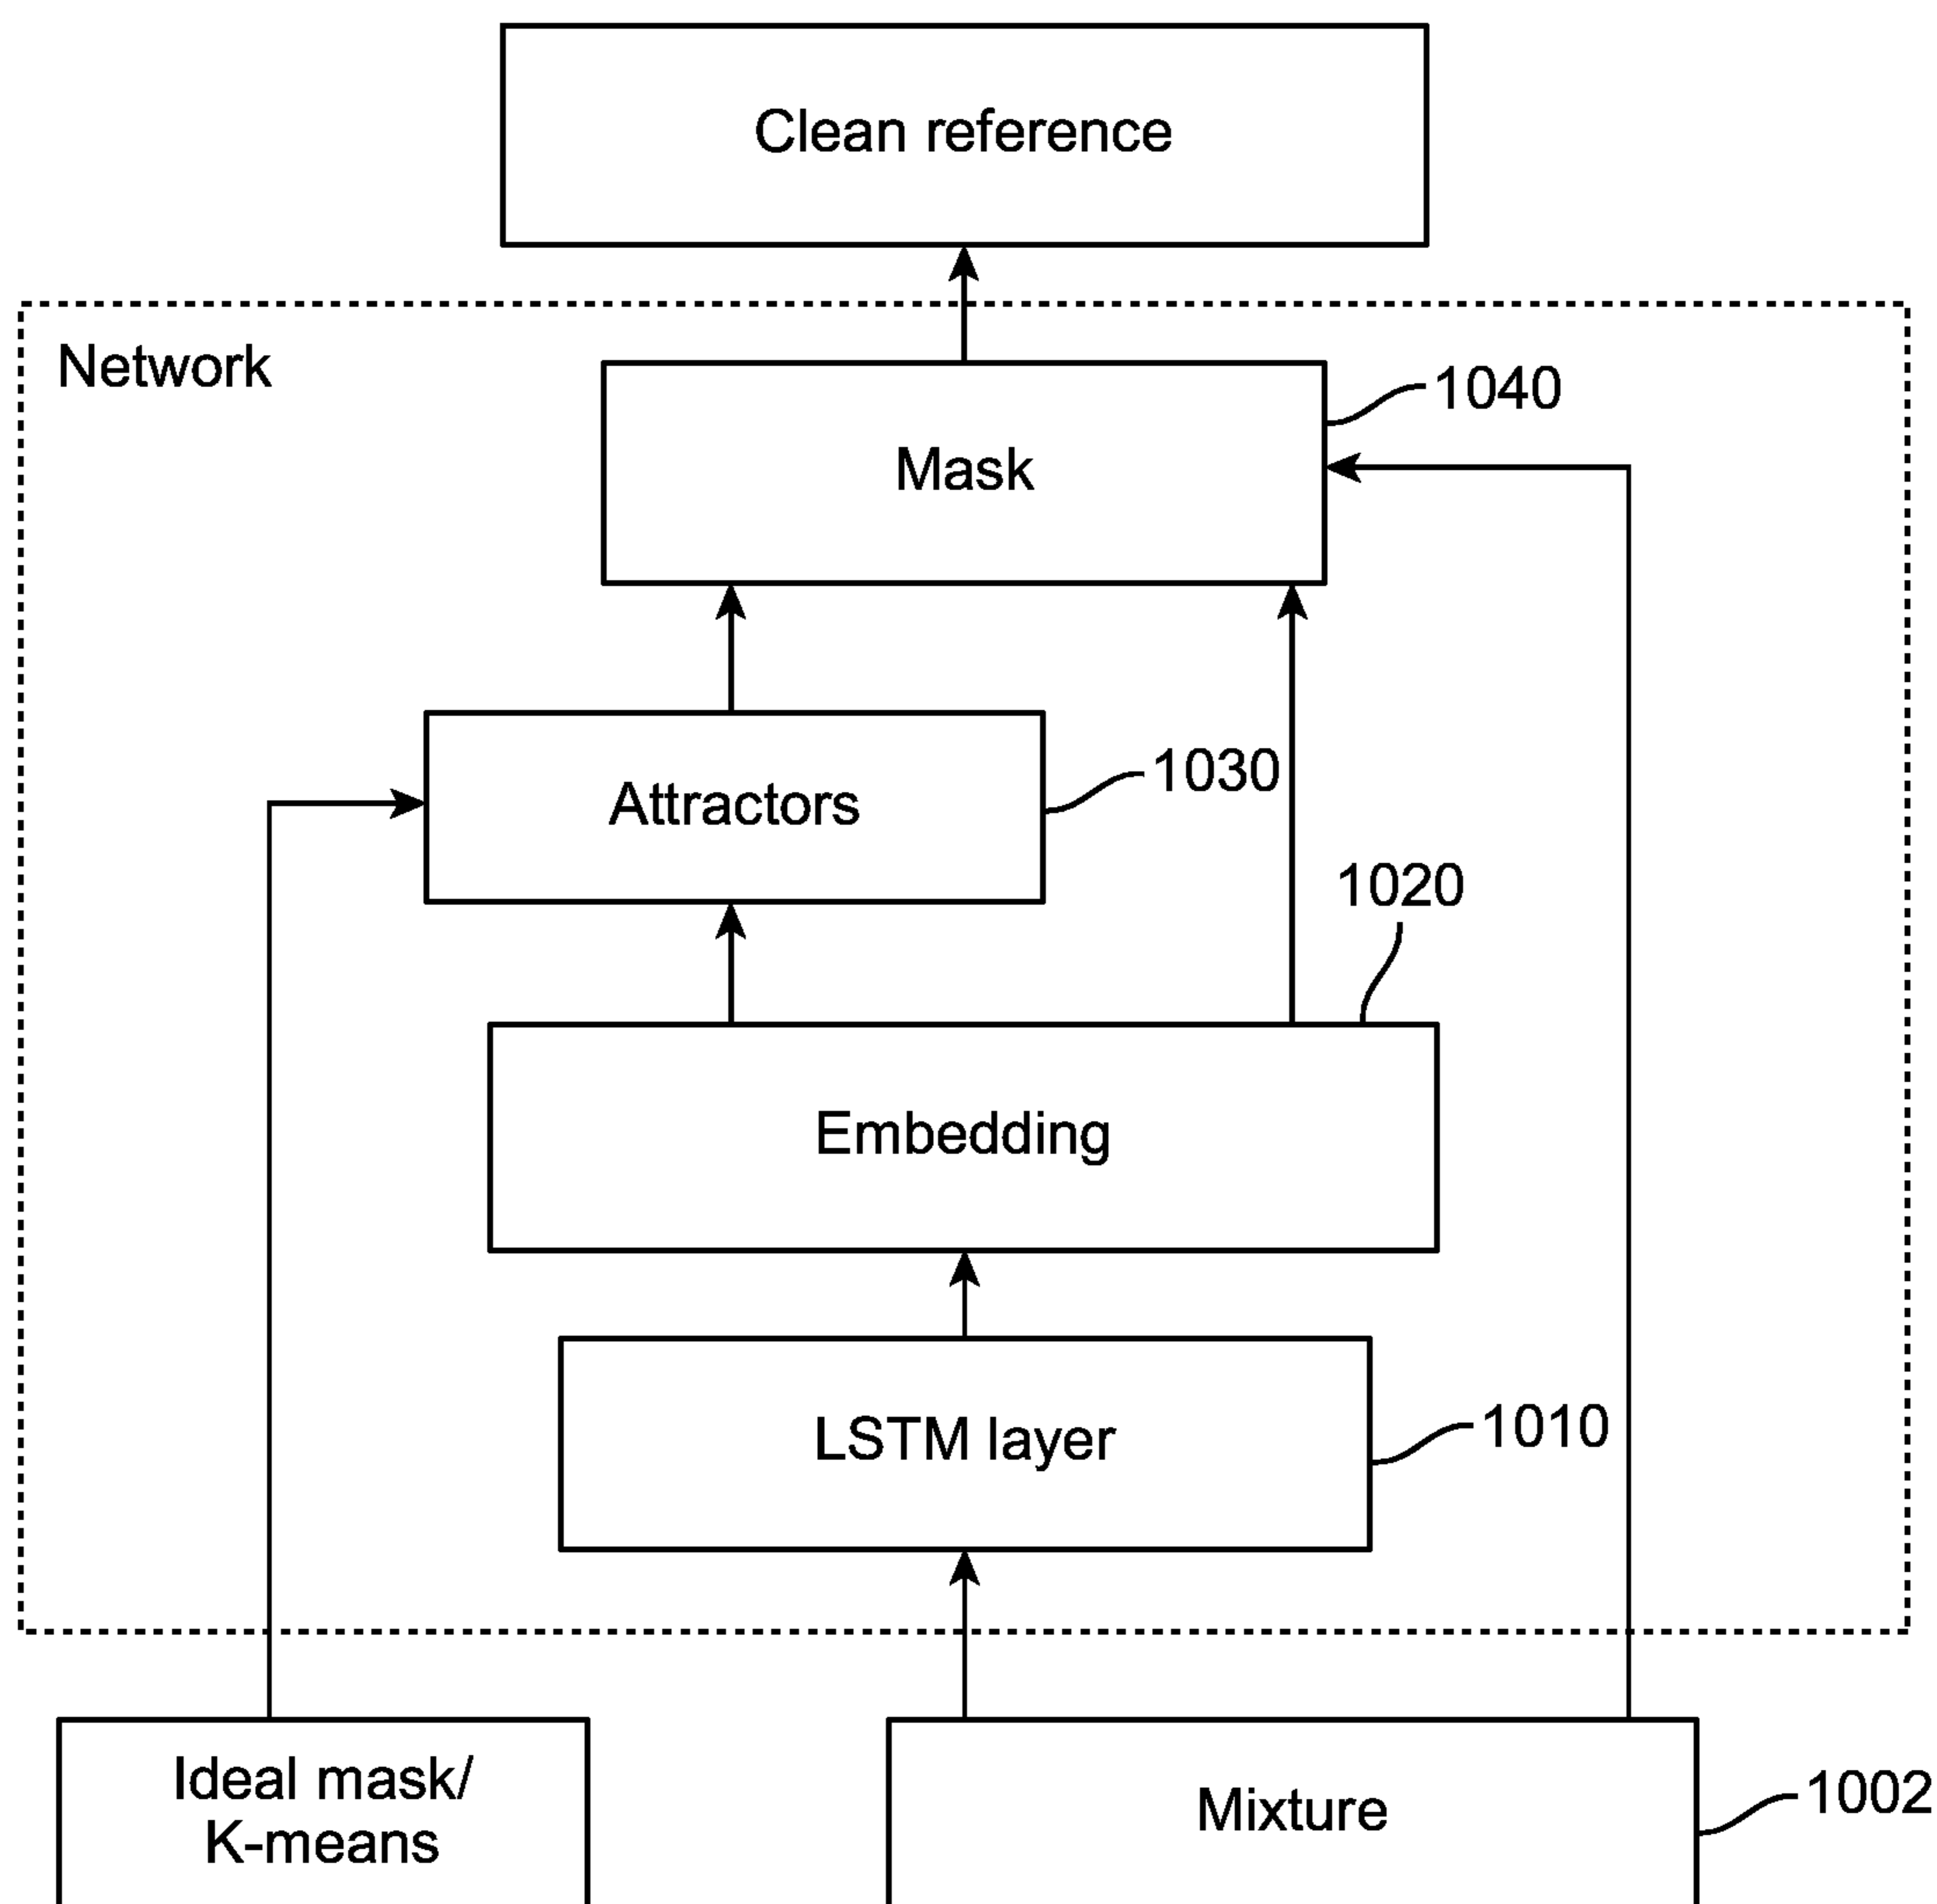 Clean reference
Network
1040
Mask
1030
Attractors
1020
Embedding
LSTM layer
1010
Ideal mask/
K-means
Mixture
1002